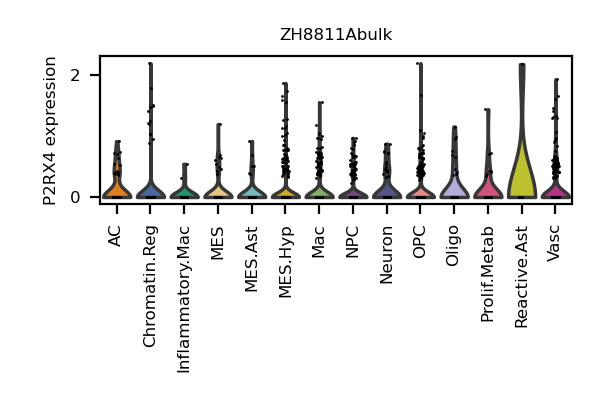 ZH8811Abulk
P2RX4 expression
2
0
AC
Chromatin.Reg
Inflammatory.Mac
MES
MES.Ast
MES.Hyp
Mac
NPC
Neuron
OPC
Oligo
Prolif.Metab
Reactive.Ast
Vasc